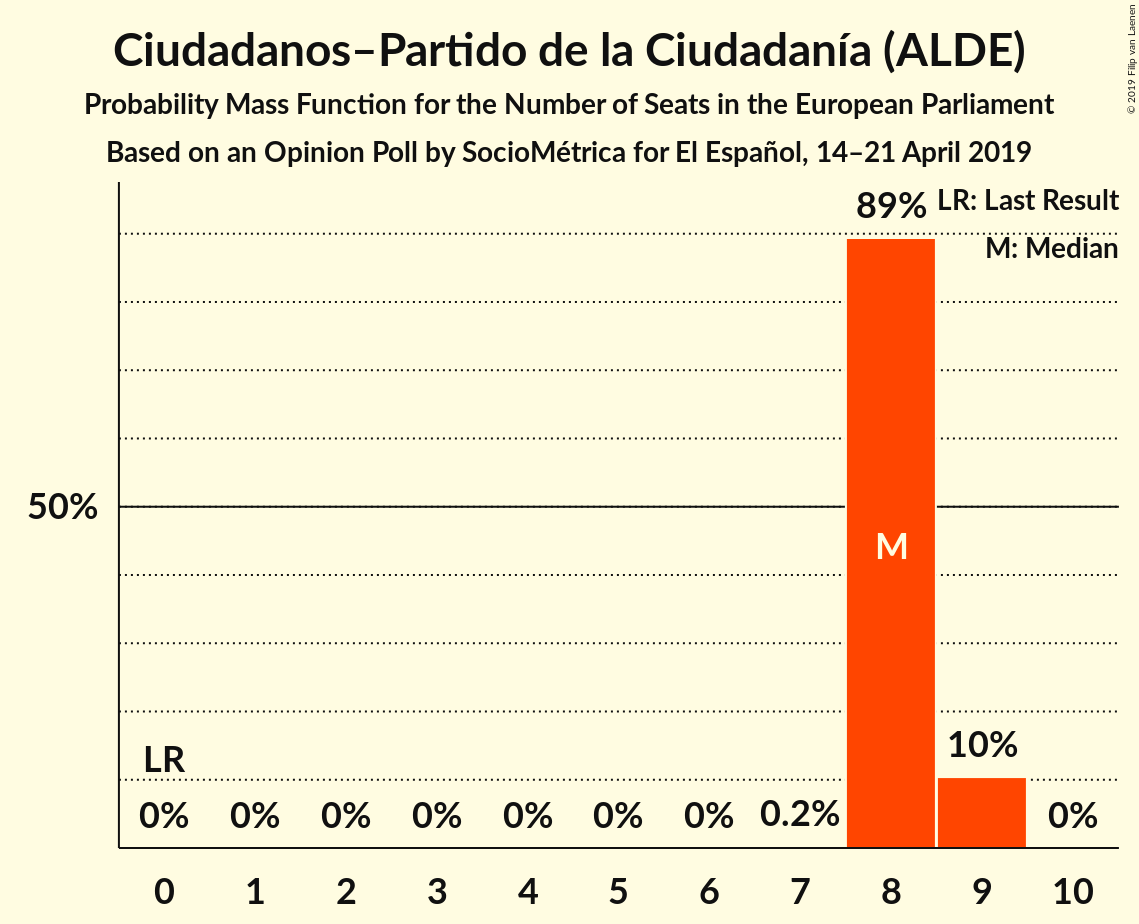 Ciudadanos–Partido de la Ciudadanía (ALDE)
Probability Mass Function for the Number of Seats in the European Parliament
Based on an Opinion Poll by SocioMétrica for El Español, 14–21 April 2019
© 2019 Filip van Laenen
89%
LR: Last Result
M: Median
50%
M
LR
10%
0% 0% 0% 0% 0% 0% 0% 0.2% 0%
0 1 2 3 4 5 6 7 8 9 10